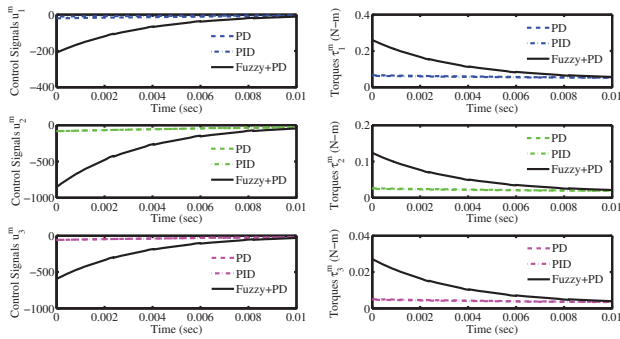 Control Signals u₁ᵐ
0
−200
−400
0
0.002
0.004
0.006
0.008
0.01
Time (sec)
PD
PID
Fuzzy+PD
Torques τ₁ᵐ (N−m)
0.4
0.2
0
0
0.002
0.004
0.006
0.008
0.01
Time (sec)
PD
PID
Fuzzy+PD
Control Signals u₂ᵐ
0
−500
−1000
0
0.002
0.004
0.006
0.008
0.01
Time (sec)
PD
PID
Fuzzy+PD
Torques τ₂ᵐ (N−m)
0.2
0.1
0
0
0.002
0.004
0.006
0.008
0.01
Time (sec)
PD
PID
Fuzzy+PD
Control Signals u₃ᵐ
0
−500
−1000
0
0.002
0.004
0.006
0.008
0.01
Time (sec)
PD
PID
Fuzzy+PD
Torques τ₃ᵐ (N−m)
0.04
0.02
0
0
0.002
0.004
0.006
0.008
0.01
Time (sec)
PD
PID
Fuzzy+PD